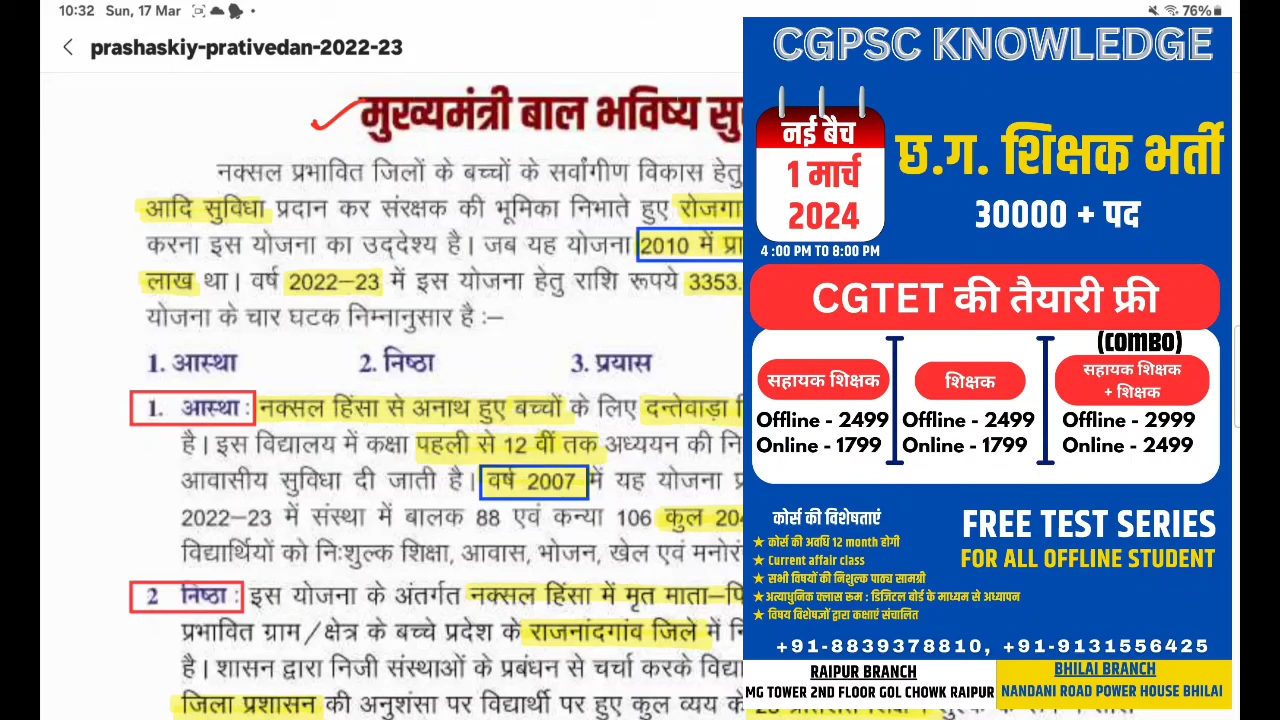 10:32 Sun, 17 Mar
76%
prashaskiy-prativedan-2022-23
मुख्यमंत्री बाल भविष्य
नक्सल प्रभावित जिलों के बच्चों के सर्वांगीण विकास हेतु
आदि सुविधा प्रदान कर संरक्षक की भूमिका निभाते हुए
करना इस योजना का उद्देश्य है। जब यह योजना 2010 में
लाख था। वर्ष 2022–23 में इस योजना हेतु राशि रूपये 3353.
योजना के चार घटक निम्नानुसार है :–
1. आस्था 2. निष्ठा 3. प्रयास
1. आस्था : नक्सल हिंसा से अनाथ हुए बच्चों के लिए दन्तेवाड़ा
है। इस विद्यालय में कक्षा पहली से 12 वीं तक अध्ययन की
आवासीय सुविधा दी जाती है। वर्ष 2007 में यह योजना
2022–23 में संस्था में बालक 88 एवं कन्या 106 कुल
विद्यार्थियों को निःशुल्क शिक्षा, आवास, भोजन, खेल एवं
2 निष्ठा : इस योजना के अंतर्गत नक्सल हिंसा में मृत
प्रभावित ग्राम/क्षेत्र के बच्चे प्रदेश के राजनांदगांव जिले में
है। शासन द्वारा निजी संस्थाओं के प्रबंधन से चर्चा करके
जिला प्रशासन की अनुशंसा पर विद्यार्थी पर हुए कुल व्यय
CGPSC KNOWLEDGE
नई बैच
1 मार्च
2024
4 :00 PM TO 8:00 PM
छ.ग. शिक्षक भर्ती
30000 + पद
CGTET की तैयारी फ्री
(COMBO)
सहायक शिक्षक
Offline - 2499
Online - 1799
शिक्षक
Offline - 2499
Online - 1799
सहायक शिक्षक
+ शिक्षक
Offline - 2999
Online - 2499
कोर्स की विशेषताएं
★ कोर्स की अवधि 12 month होगी
★ Current affair class
★ सभी विषयों की निशुल्क पाठ्य सामग्री
★अत्याधुनिक क्लास रूम : डिजिटल बोर्ड के माध्यम से अध्यापन
★ विषय विशेषज्ञों द्वारा कक्षाएं संचालित
FREE TEST SERIES
FOR ALL OFFLINE STUDENT
+91-8839378810, +91-9131556425
RAIPUR BRANCH
MG TOWER 2ND FLOOR GOL CHOWK RAIPUR
BHILAI BRANCH
NANDANI ROAD POWER HOUSE BHILAI